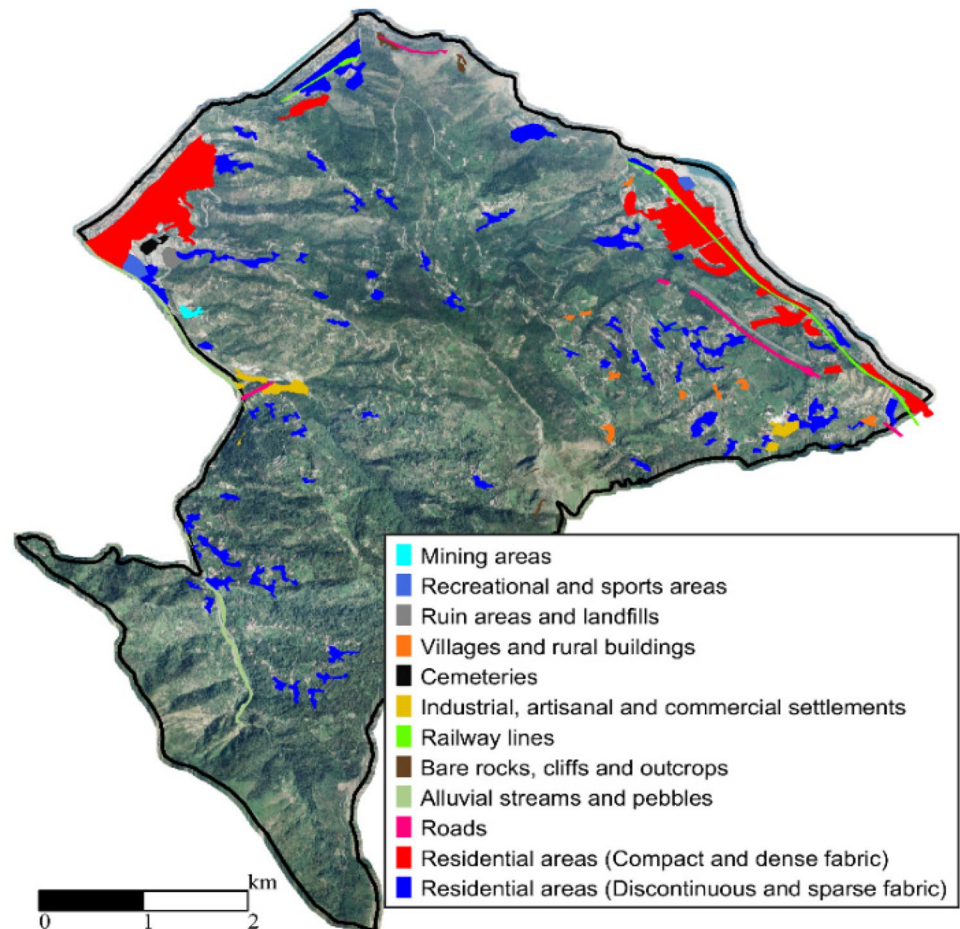 Mining areas
Recreational and sports areas
Ruin areas and landfills
Villages and rural buildings
Cemeteries
Industrial, artisanal and commercial settlements
Railway lines
Bare rocks, cliffs and outcrops
Alluvial streams and pebbles
Roads
Residential areas (Compact and dense fabric)
Residential areas (Discontinuous and sparse fabric)
km
0 1 2